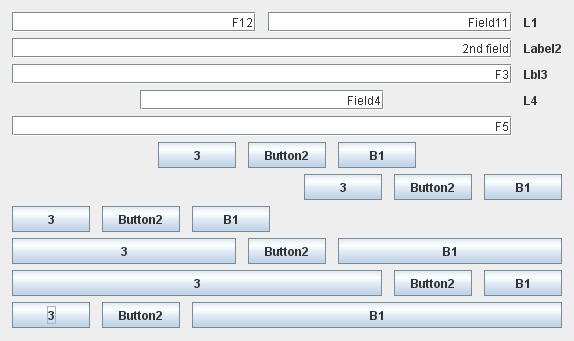 F12 Field11 L1
2nd field Label2
F3 Lbl3
Field4 L4
F5
3 Button2 B1
3 Button2 B1
3 Button2 B1
3 Button2 B1
3 Button2 B1
3 Button2 B1